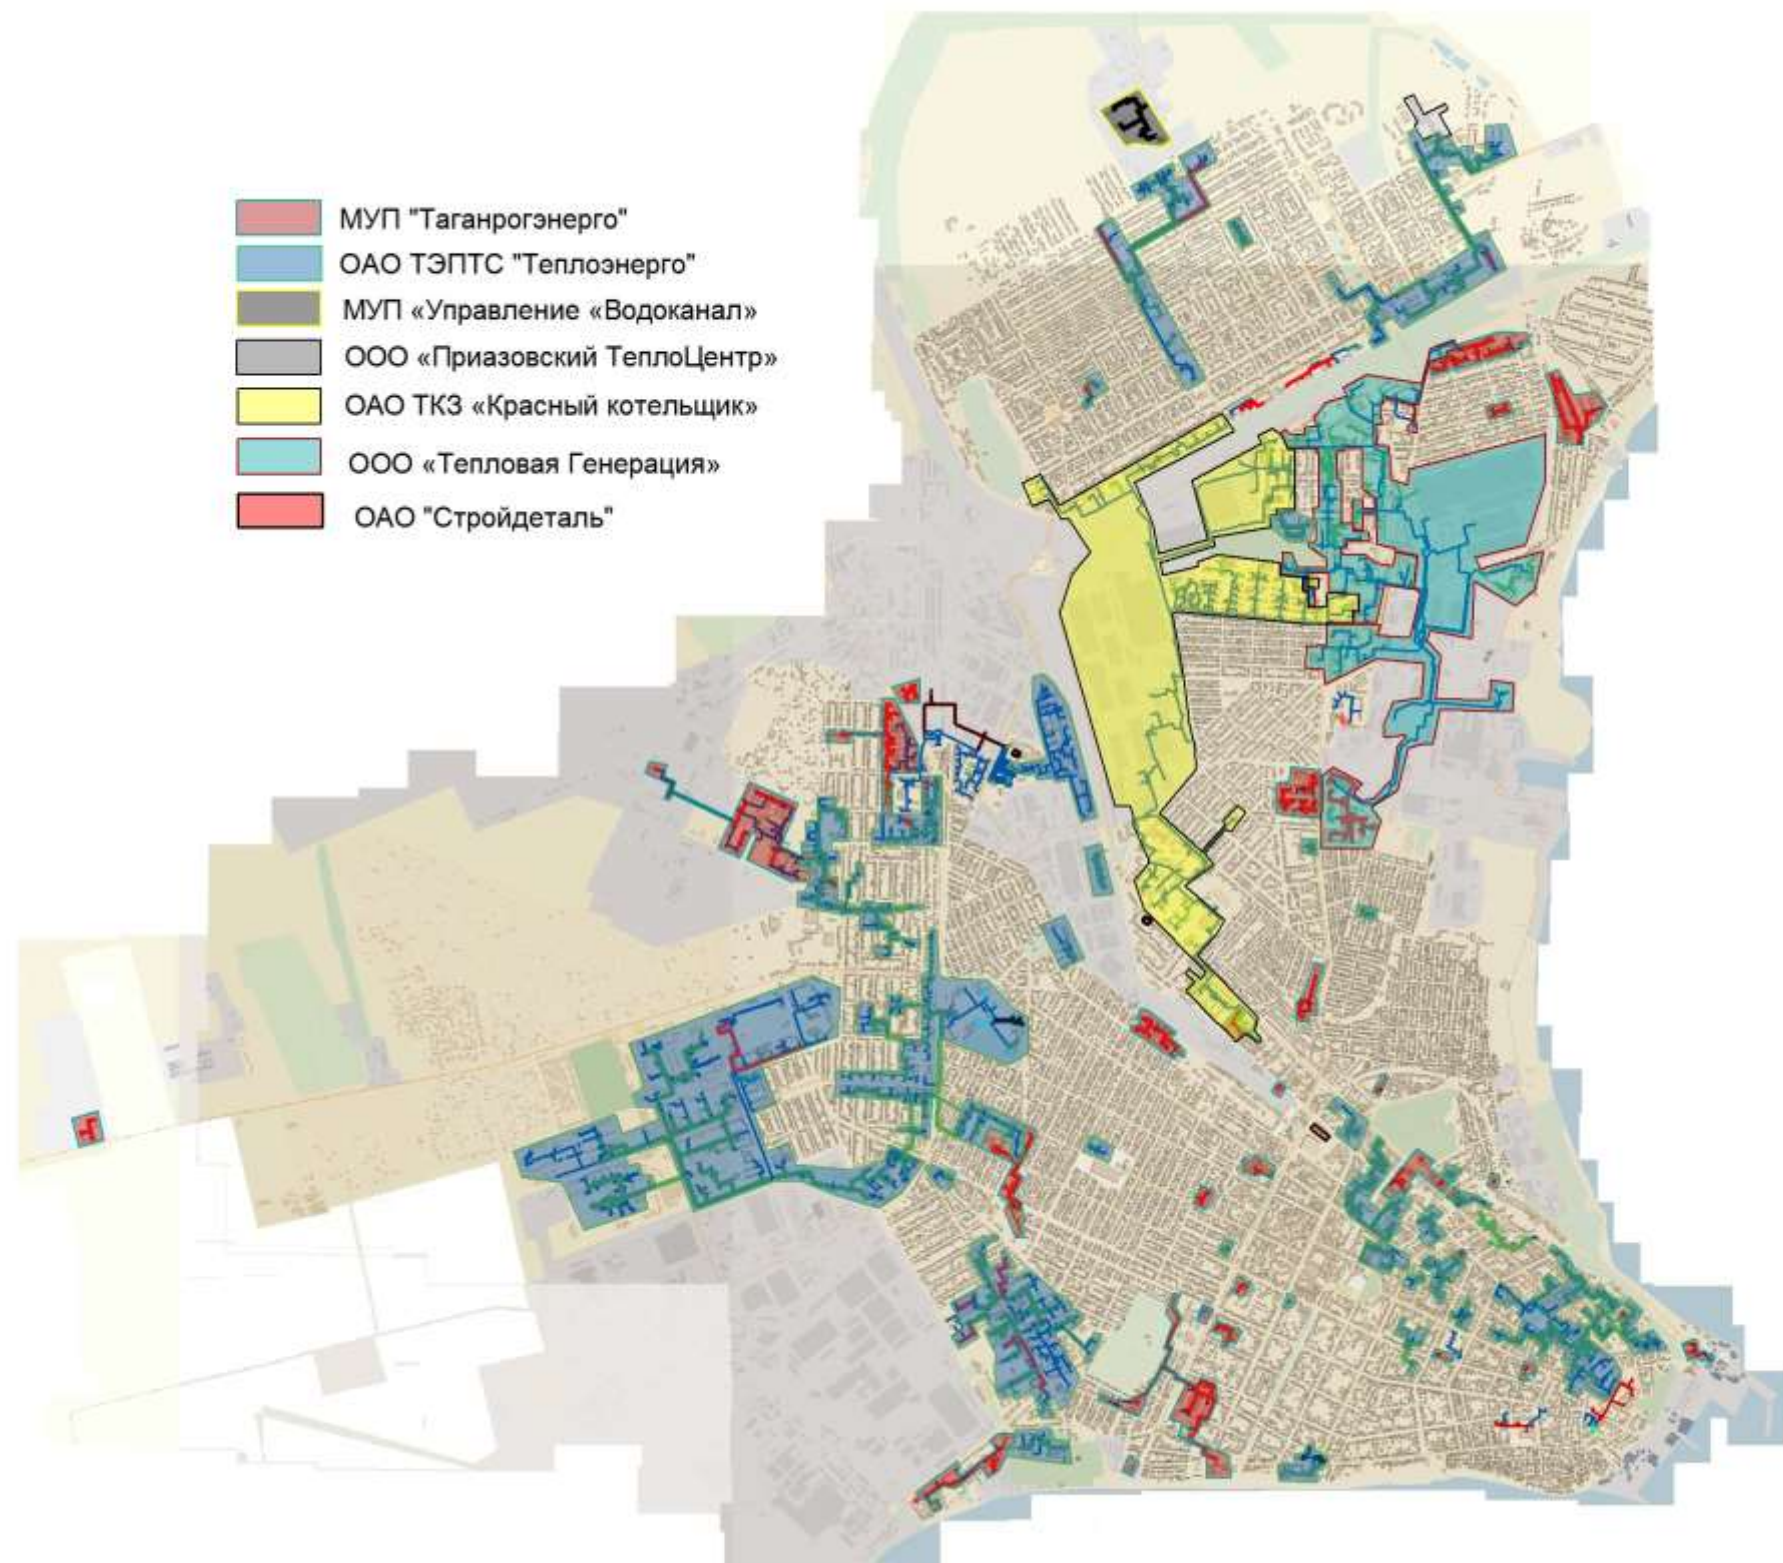 МУП "Таганрогэнерго"
ОАО ТЭПТС "Теплоэнерго"
МУП «Управление «Водоканал»
ООО «Приазовский ТеплоЦентр»
ОАО ТКЗ «Красный котельщик»
ООО «Тепловая Генерация»
ОАО "Стройдеталь"